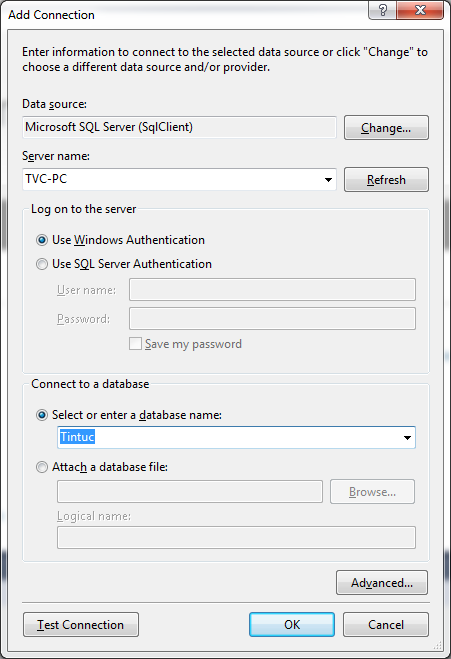 Add Connection
Enter information to connect to the selected data source or click "Change" to
choose a different data source and/or provider.
Data source:
Microsoft SQL Server (SqlClient)
Change...
Server name:
TVC-PC
Refresh
Log on to the server
Use Windows Authentication
Use SQL Server Authentication
User name:
Password:
Save my password
Connect to a database
Select or enter a database name:
Tintuc
Attach a database file:
Browse...
Logical name:
Advanced...
Test Connection
OK
Cancel